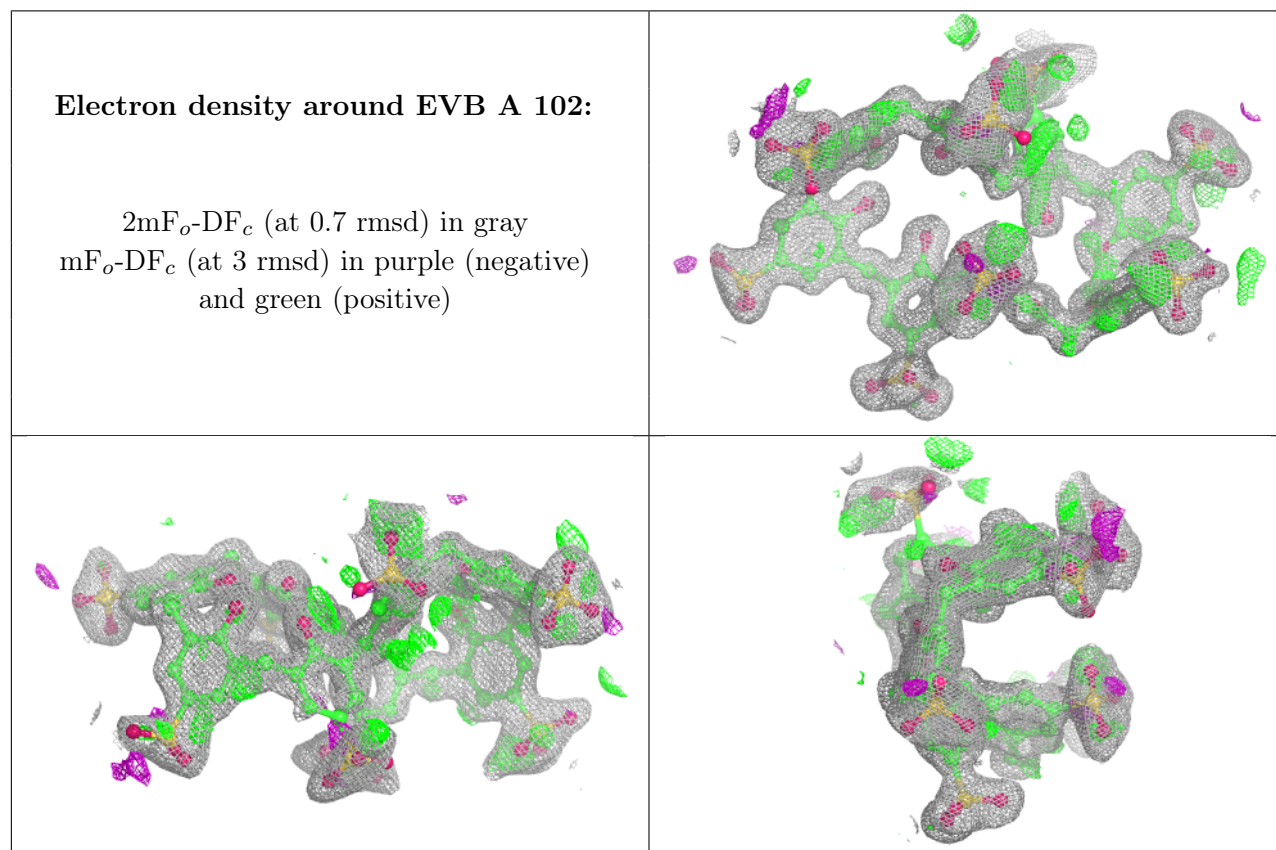 Electron density around EVB A 102:
2mFo-DFc (at 0.7 rmsd) in gray
mFo-DFc (at 3 rmsd) in purple (negative)
and green (positive)